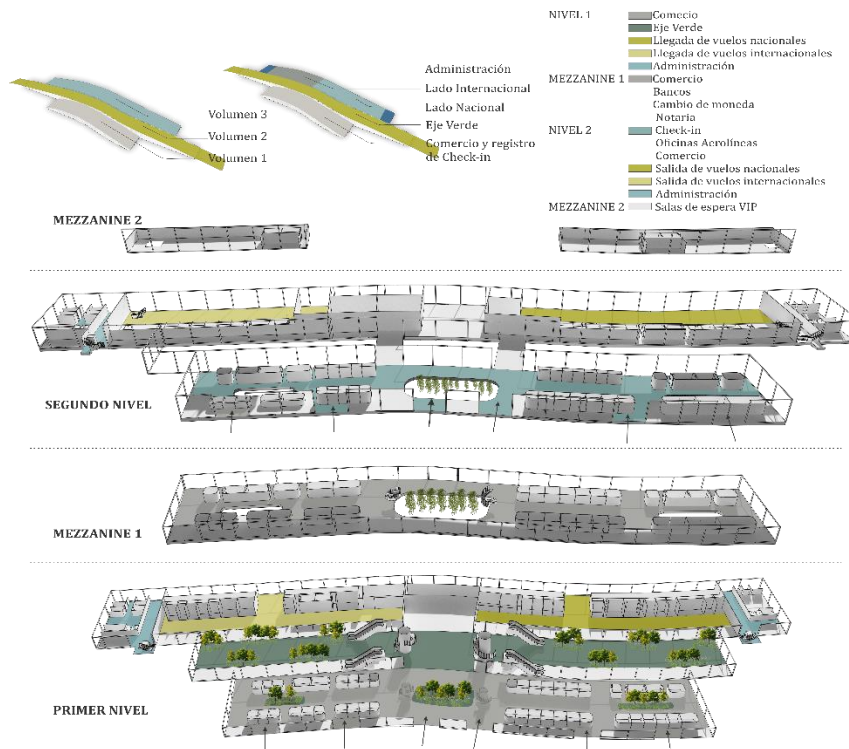 NIVEL 1
Comecio
Eje Verde
Llegada de vuelos nacionales
Llegada de vuelos internacionales
Administración
MEZZANINE 1
Comercio
Bancos
Cambio de moneda
Notaria
NIVEL 2
Check-in
Oficinas Aerolíneas
Comercio
Salida de vuelos nacionales
Salida de vuelos internacionales
Administración
MEZZANINE 2
Salas de espera VIP
Volumen 3
Volumen 2
Volumen 1
Administración
Lado Internacional
Lado Nacional
Eje Verde
Comercio y registro
de Check-in
MEZZANINE 2
SEGUNDO NIVEL
MEZZANINE 1
PRIMER NIVEL